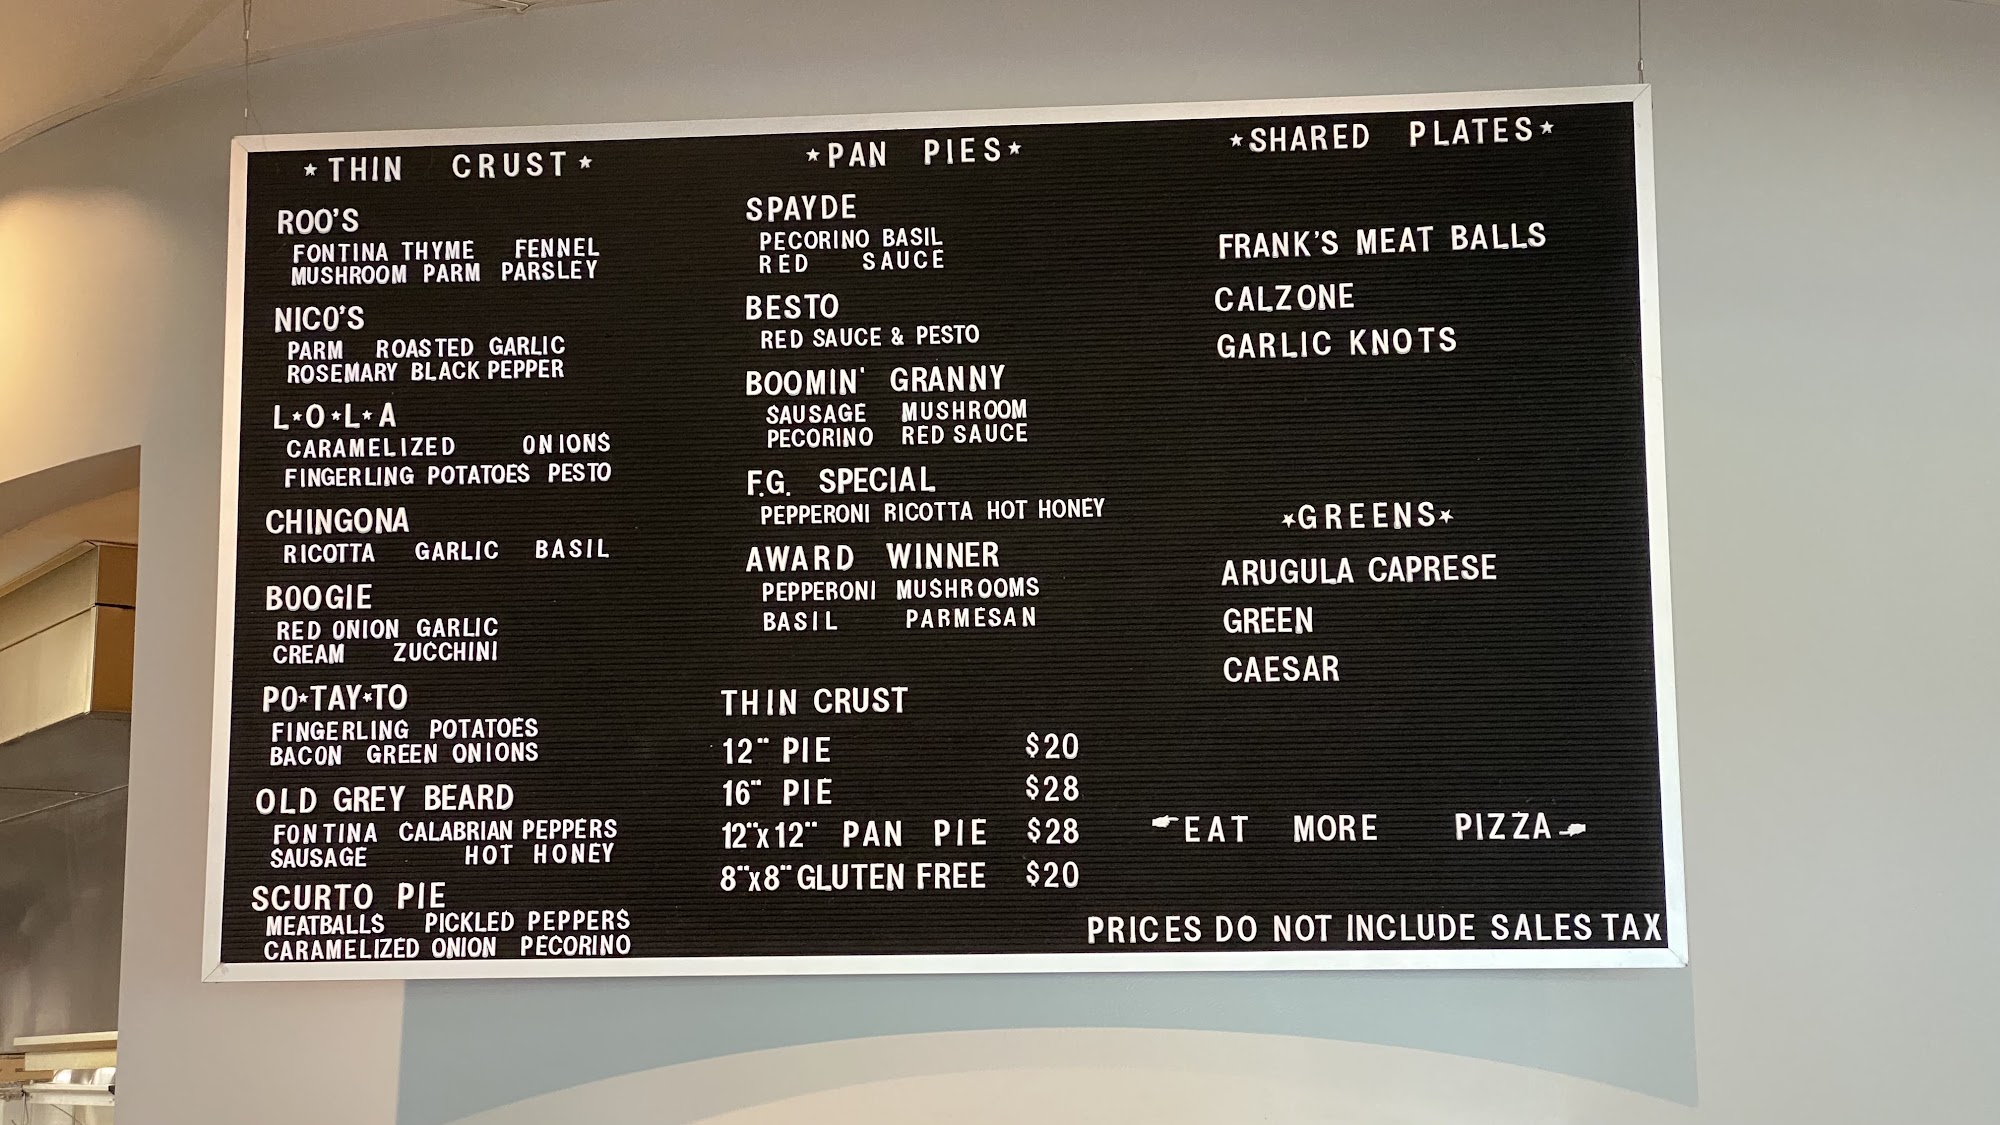 ★THIN CRUST★
ROO'S
FONTINA THYME FENNEL
MUSHROOM PARM PARSLEY
NICO'S
PARM ROASTED GARLIC
ROSEMARY BLACK PEPPER
L★O★L★A
CARAMELIZED ONIONS
FINGERLING POTATOES PESTO
CHINGONA
RICOTTA GARLIC BASIL
BOOGIE
RED ONION GARLIC
CREAM ZUCCHINI
PO★TAY★TO
FINGERLING POTATOES
BACON GREEN ONIONS
OLD GREY BEARD
FONTINA CALABRIAN PEPPERS
SAUSAGE HOT HONEY
SCURTO PIE
MEATBALLS PICKLED PEPPERS
CARAMELIZED ONION PECORINO
★PAN PIES★
SPAYDE
PECORINO BASIL
RED SAUCE
BESTO
RED SAUCE & PESTO
BOOMIN' GRANNY
SAUSAGE MUSHROOM
PECORINO RED SAUCE
F.G. SPECIAL
PEPPERONI RICOTTA HOT HONEY
AWARD WINNER
PEPPERONI MUSHROOMS
BASIL PARMESAN
THIN CRUST
12" PIE $20
16" PIE $28
12"x12" PAN PIE $28
8"x8" GLUTEN FREE $20
★SHARED PLATES★
FRANK'S MEAT BALLS
CALZONE
GARLIC KNOTS
★GREENS★
ARUGULA CAPRESE
GREEN
CAESAR
EAT MORE PIZZA
PRICES DO NOT INCLUDE SALES TAX